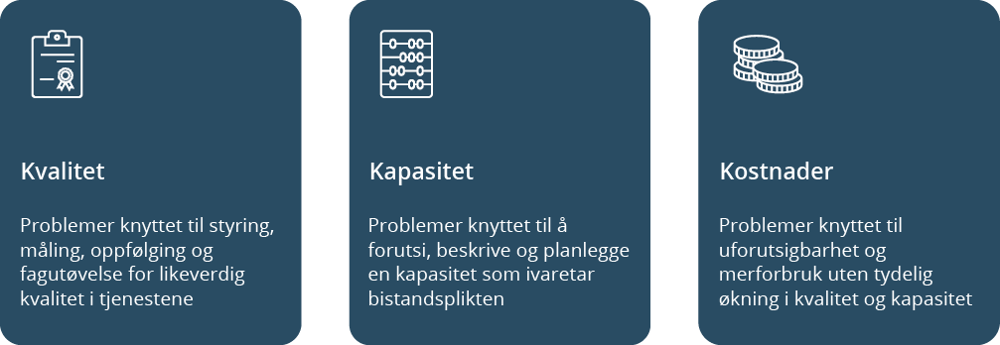 Kvalitet
Problemer knyttet til styring,
måling, oppfølging og
fagutøvelse for likeverdig
kvalitet i tjenestene
Kapasitet
Problemer knyttet til å
forutsi, beskrive og planlegge
en kapasitet som ivaretar
bistandsplikten
Kostnader
Problemer knyttet til
uforutsigbarhet og
merforbruk uten tydelig
økning i kvalitet og kapasitet